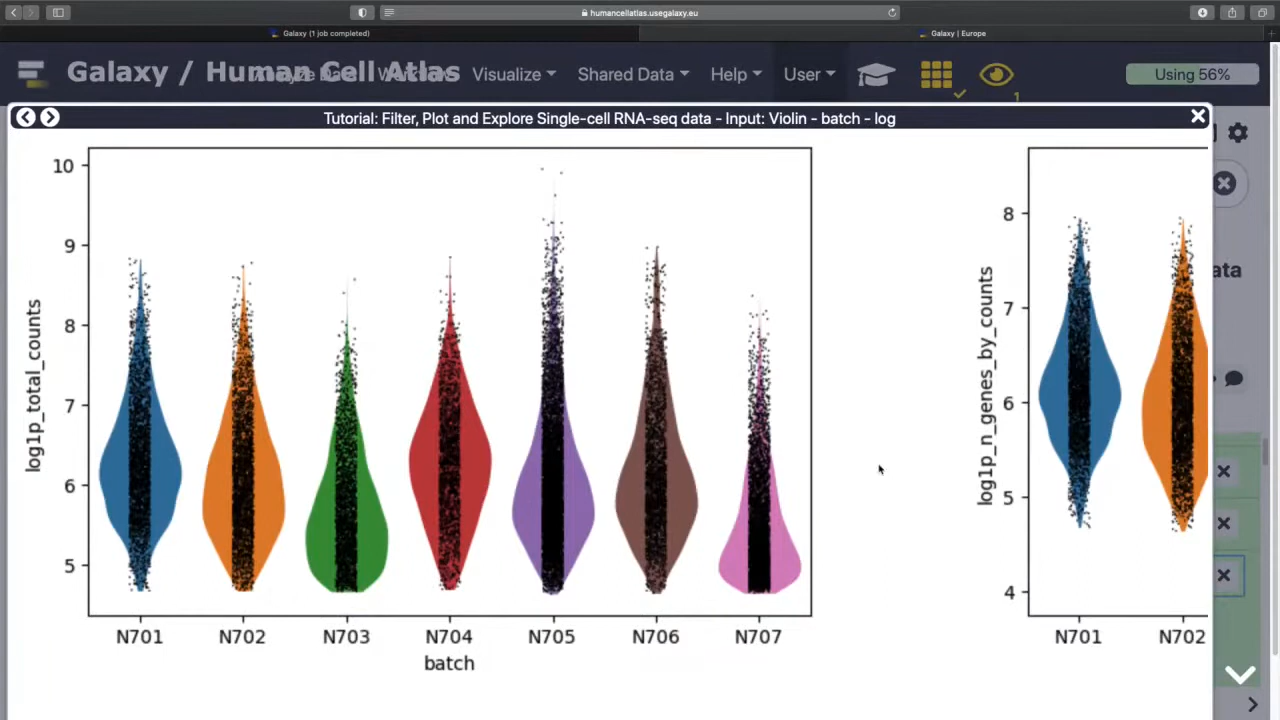 humancellatlas.usegalaxy.eu
Galaxy (1 job completed)
Galaxy | Europe
Galaxy / Human Cell Atlas
Visualize
Shared Data
Help
User
1
Using 56%
Tutorial: Filter, Plot and Explore Single-cell RNA-seq data - Input: Violin - batch - log
log1p_total_counts
10
9
8
7
6
5
N701 N702 N703 N704 N705 N706 N707
batch
log1p_n_genes_by_counts
8
7
6
5
4
N701 N702
ata